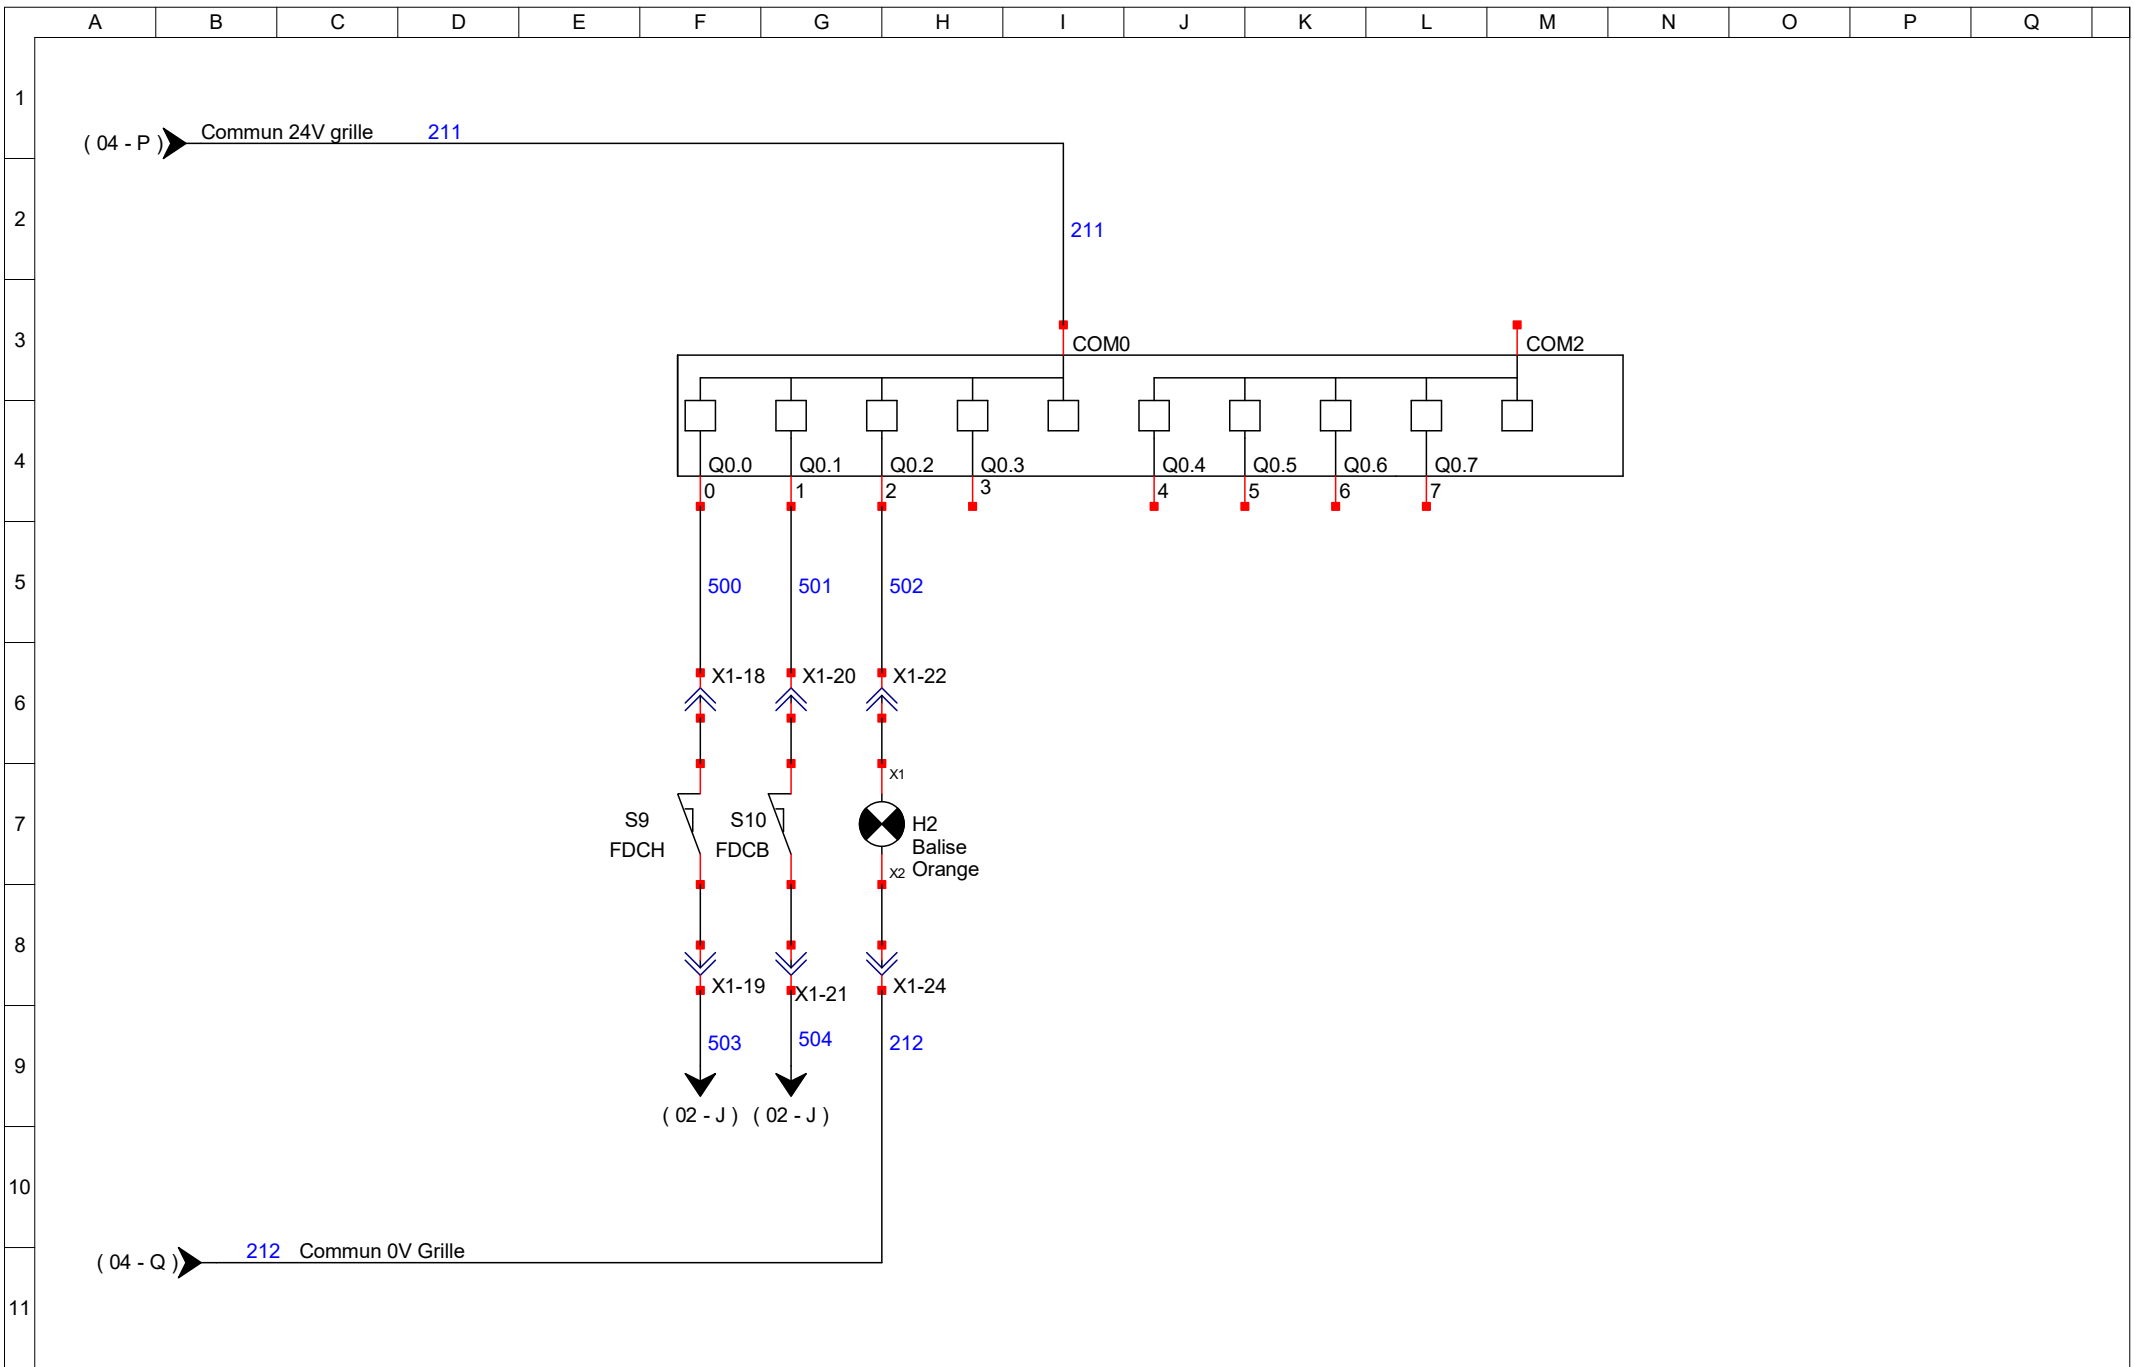 A B C D E F G H I J K L M N O P Q
1
( 04 - P ) Commun 24V grille 211
2
211
3
COM0 COM2
4
Q0.0 Q0.1 Q0.2 Q0.3 Q0.4 Q0.5 Q0.6 Q0.7
0 1 2 3 4 5 6 7
5
500 501 502
X1-18 X1-20 X1-22
6
X1
7
S9 S10 H2
FDCH FDCB Balise
X2 Orange
8
X1-19 X1-21 X1-24
503 504 212
9
( 02 - J ) ( 02 - J )
10
( 04 - Q ) 212 Commun 0V Grille
11